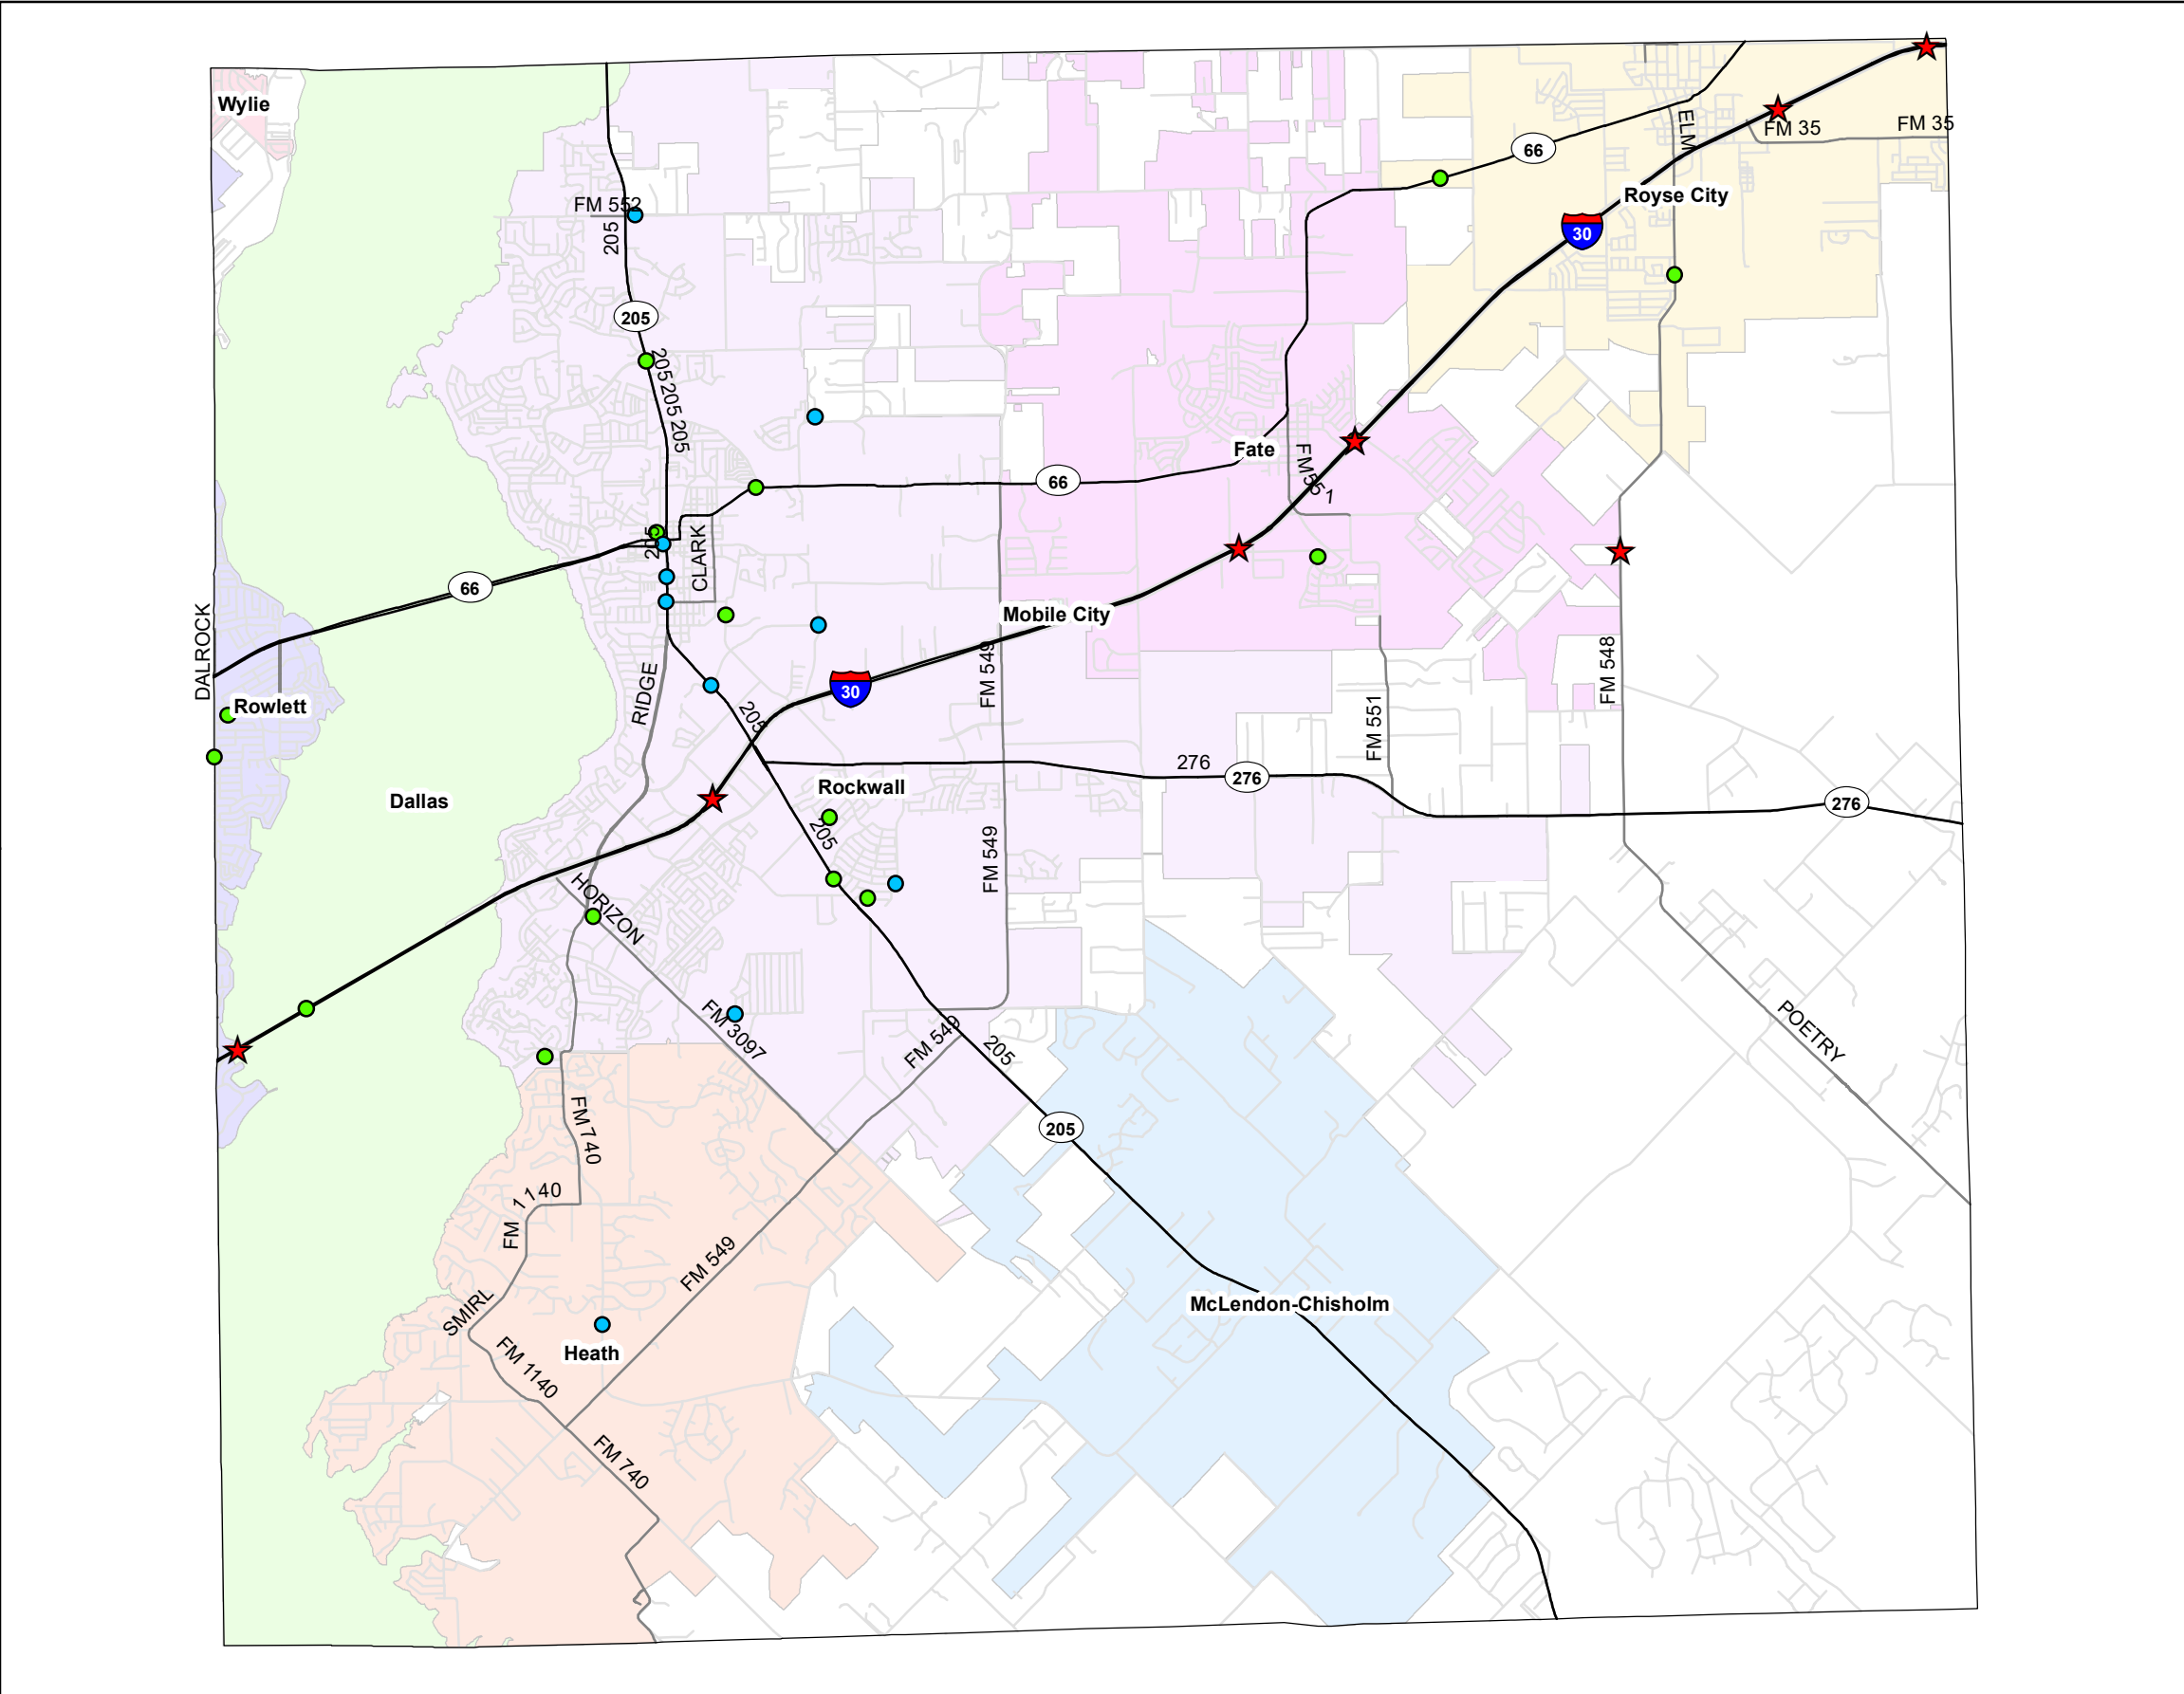 Wylie
FM 35
FM 35
ELM
66
Royse City
FM 552
205
30
205
205
205
205
Fate
FM 551
66
205
CLARK
66
DALROCK
Mobile City
FM 549
FM 548
RIDGE
30
Rowlett
205
FM 551
276
276
Rockwall
Dallas
276
205
FM 549
HORIZON
FM 3097
FM 549
205
POETRY
FM 740
205
FM 1140
FM 549
SMIRL
McLendon-Chisholm
Heath
FM 1140
FM 740